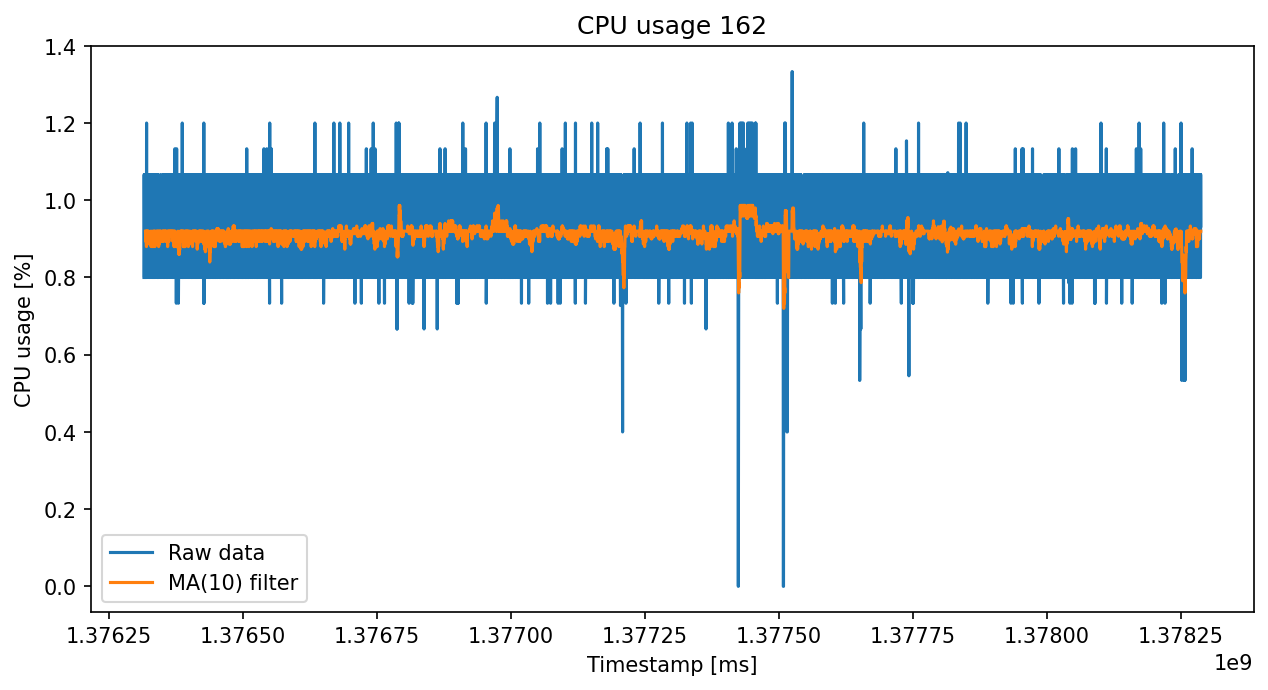 CPU usage 162
1.4
1.2
1.0
0.8
0.6
0.4
0.2
0.0
CPU usage [%]
Raw data
MA(10) filter
1.37625 1.37650 1.37675 1.37700 1.37725 1.37750 1.37775 1.37800 1.37825
Timestamp [ms]
1e9